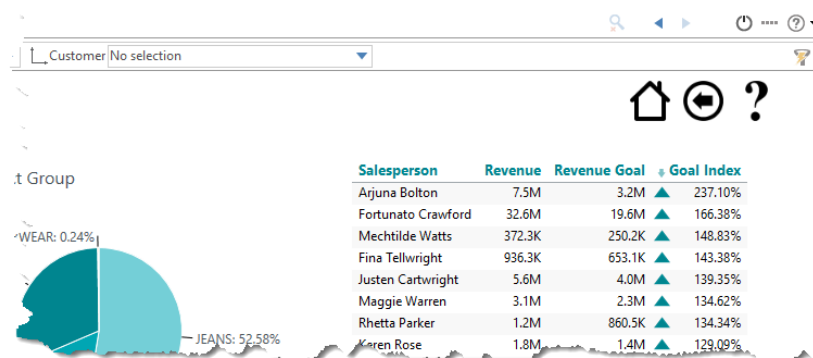 Customer No selection
?
.t Group
WEAR: 0.24%
JEANS: 52.58%
Salesperson Revenue Revenue Goal Goal Index
Arjuna Bolton 7.5M 3.2M 237.10%
Fortunato Crawford 32.6M 19.6M 166.38%
Mechtilde Watts 372.3K 250.2K 148.83%
Fina Tellwright 936.3K 653.1K 143.38%
Justen Cartwright 5.6M 4.0M 139.35%
Maggie Warren 3.1M 2.3M 134.62%
Rhetta Parker 1.2M 860.5K 134.34%
Keren Rose 1.8M 1.4M 129.09%